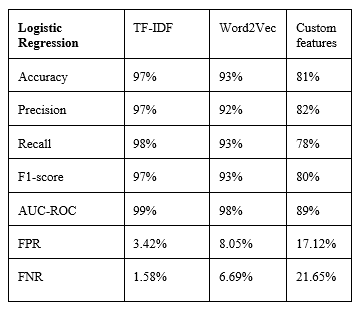 Logistic Regression TF-IDF Word2Vec Custom features
Accuracy 97% 93% 81%
Precision 97% 92% 82%
Recall 98% 93% 78%
F1-score 97% 93% 80%
AUC-ROC 99% 98% 89%
FPR 3.42% 8.05% 17.12%
FNR 1.58% 6.69% 21.65%